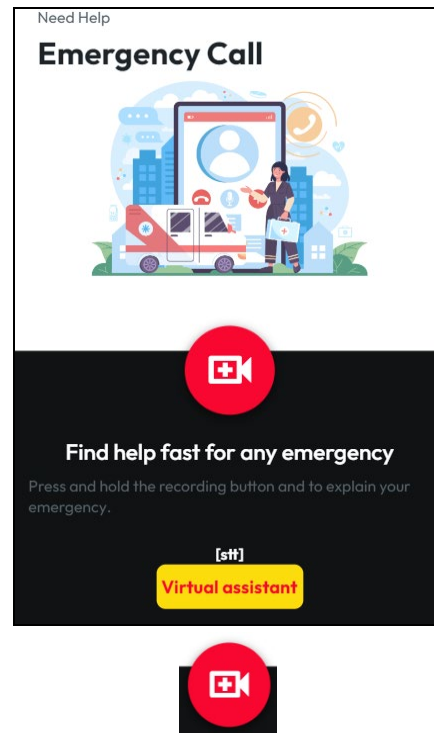 Need Help
Emergency Call
Find help fast for any emergency
Press and hold the recording button and to explain your
emergency.
[stt]
Virtual assistant